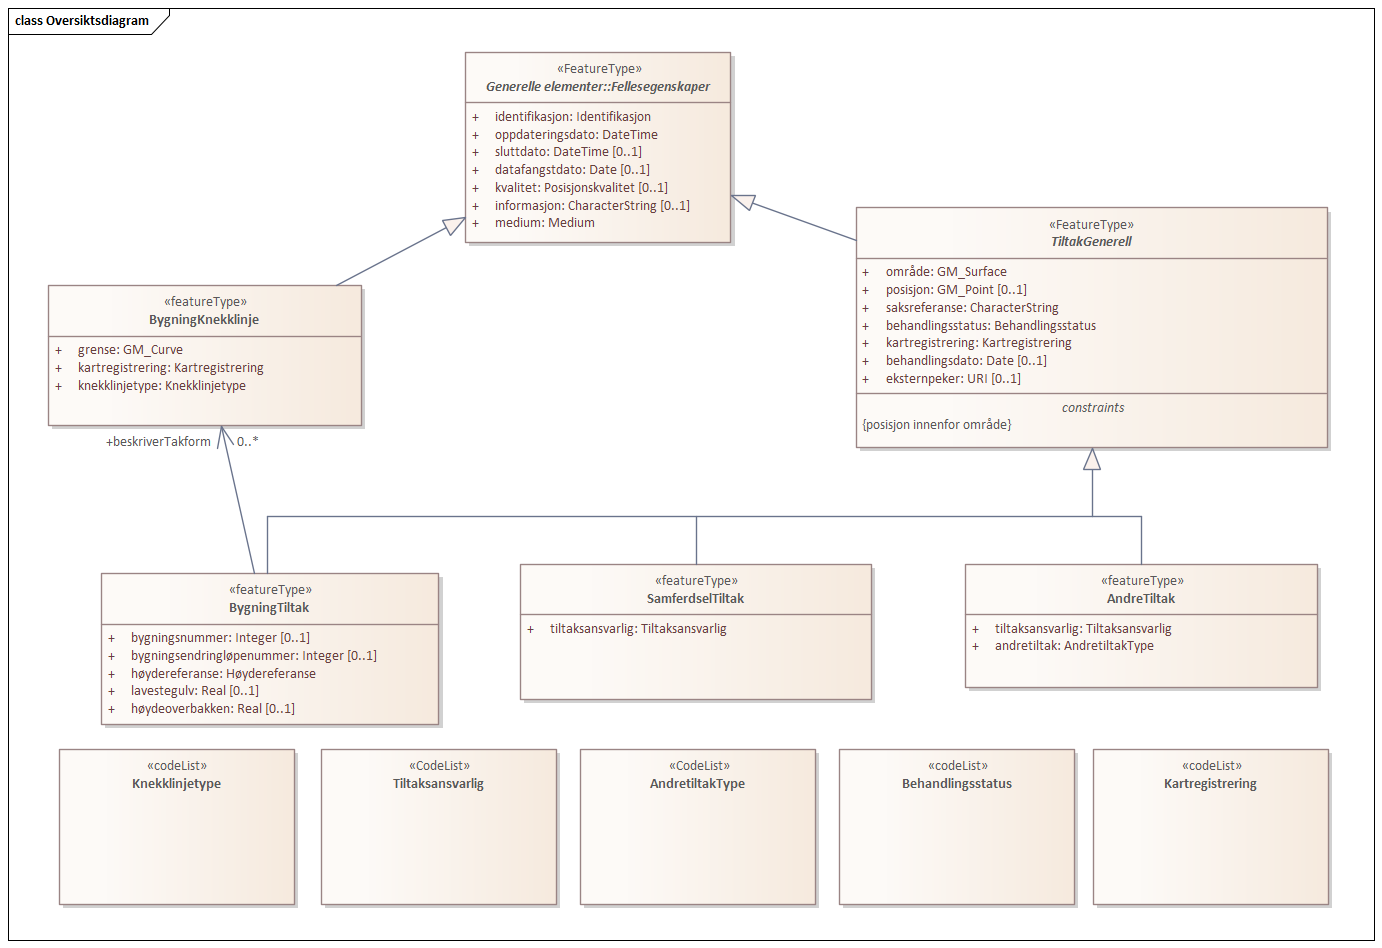 class Oversiktsdiagram
«FeatureType»
Generelle elementer::Fellesegenskaper
+ identifikasjon: Identifikasjon
+ oppdateringsdato: DateTime
+ sluttdato: DateTime [0..1]
+ datafangstdato: Date [0..1]
+ kvalitet: Posisjonskvalitet [0..1]
+ informasjon: CharacterString [0..1]
+ medium: Medium
«FeatureType»
TiltakGenerell
+ område: GM_Surface
+ posisjon: GM_Point [0..1]
+ saksreferanse: CharacterString
+ behandlingsstatus: Behandlingsstatus
+ kartregistrering: Kartregistrering
+ behandlingsdato: Date [0..1]
+ eksternpeker: URI [0..1]
constraints
{posisjon innenfor område}
«featureType»
BygningKnekklinje
+ grense: GM_Curve
+ kartregistrering: Kartregistrering
+ knekklinjetype: Knekklinjetype
+beskriverTakform 0..*
«featureType»
BygningTiltak
+ bygningsnummer: Integer [0..1]
+ bygningsendringløpenummer: Integer [0..1]
+ høydereferanse: Høydereferanse
+ lavestegulv: Real [0..1]
+ høydeoverbakken: Real [0..1]
«featureType»
SamferdselTiltak
+ tiltaksansvarlig: Tiltaksansvarlig
«featureType»
AndreTiltak
+ tiltaksansvarlig: Tiltaksansvarlig
+ andretiltak: AndretiltakType
«codeList»
Knekklinjetype
«CodeList»
Tiltaksansvarlig
«CodeList»
AndretiltakType
«codeList»
Behandlingsstatus
«codeList»
Kartregistrering